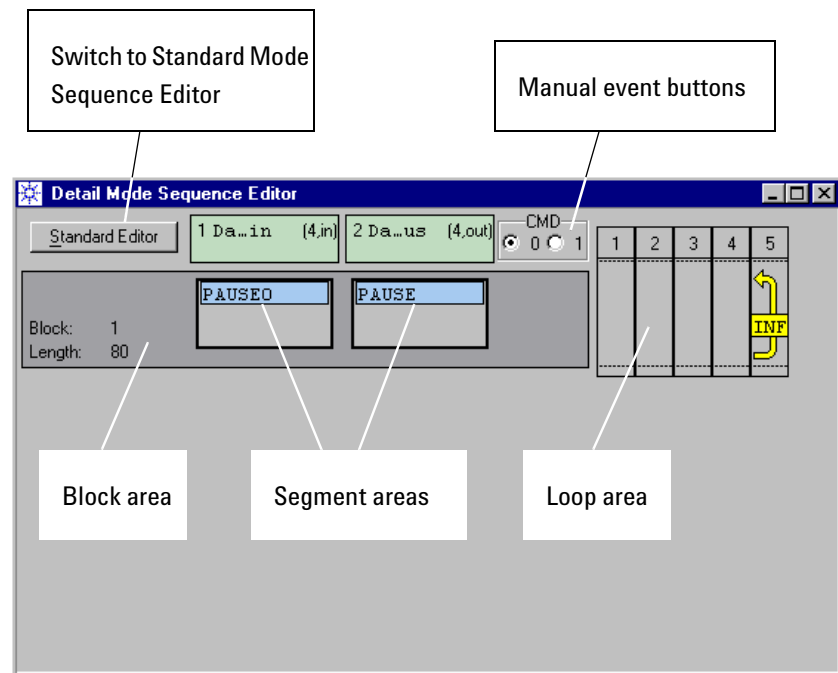 Switch to Standard Mode
Sequence Editor
Manual event buttons
Detail Mode Sequence Editor
Standard Editor
1 Da…in (4,in)
2 Da…us (4,out)
CMD
0 1
1 2 3 4 5
PAUSE0
PAUSE
INF
Block: 1
Length: 80
Block area
Segment areas
Loop area